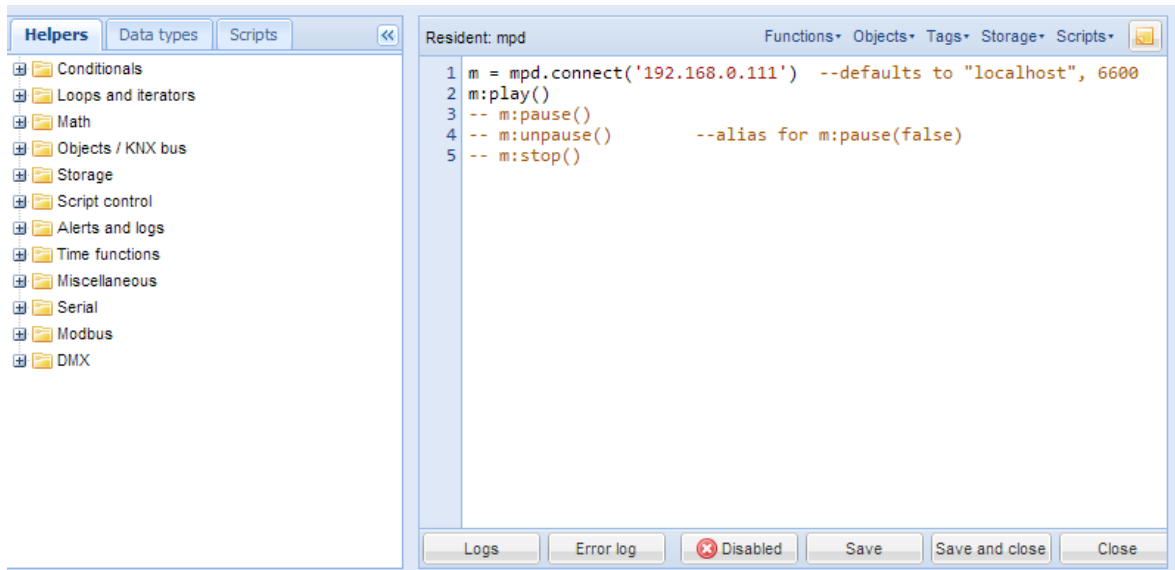 Helpers Data types Scripts
Conditionals
Loops and iterators
Math
Objects / KNX bus
Storage
Script control
Alerts and logs
Time functions
Miscellaneous
Serial
Modbus
DMX
Resident: mpd Functions Objects Tags Storage Scripts
1 m = mpd.connect('192.168.0.111')  --defaults to "localhost", 6600
2 m:play()
3 -- m:pause()
4 -- m:unpause()       --alias for m:pause(false)
5 -- m:stop()
Logs Error log Disabled Save Save and close Close